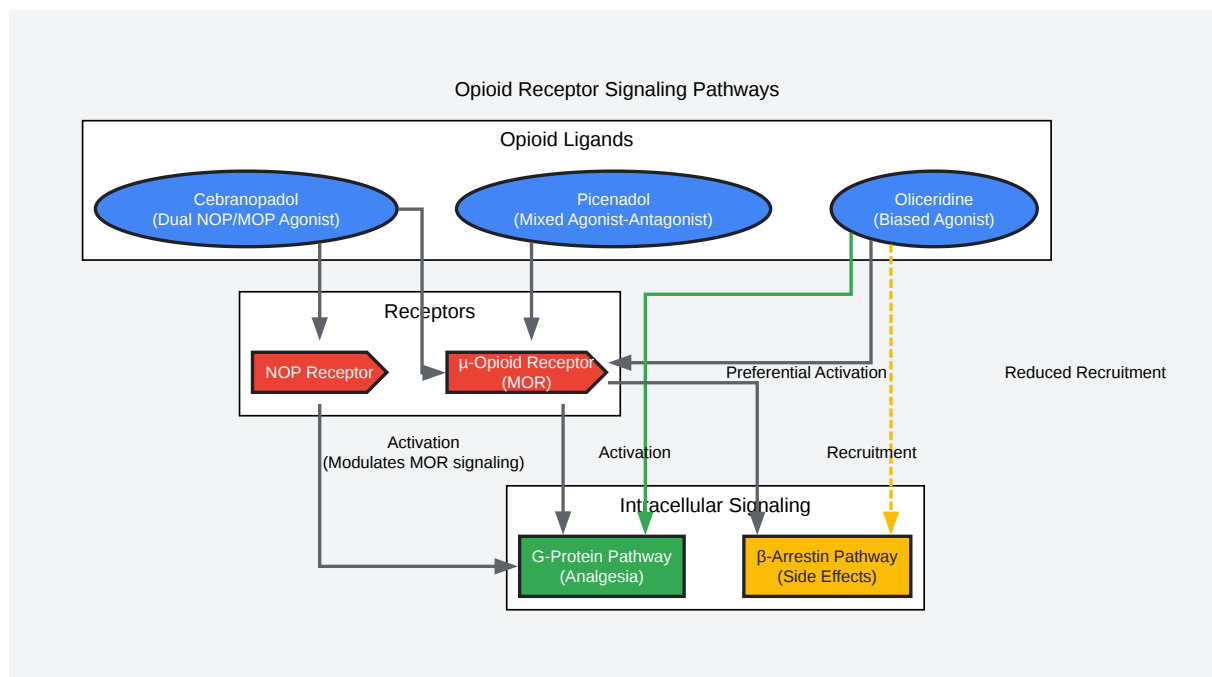 Opioid Receptor Signaling Pathways
Opioid Ligands
Cebranopadol
(Dual NOP/MOP Agonist)
Picenadol
(Mixed Agonist-Antagonist)
Oliceridine
(Biased Agonist)
Receptors
NOP Receptor
μ-Opioid Receptor
(MOR)
Preferential Activation
Reduced Recruitment
Activation
(Modulates MOR signaling)
Activation
Recruitment
Intracellular Signaling
G-Protein Pathway
(Analgesia)
β-Arrestin Pathway
(Side Effects)